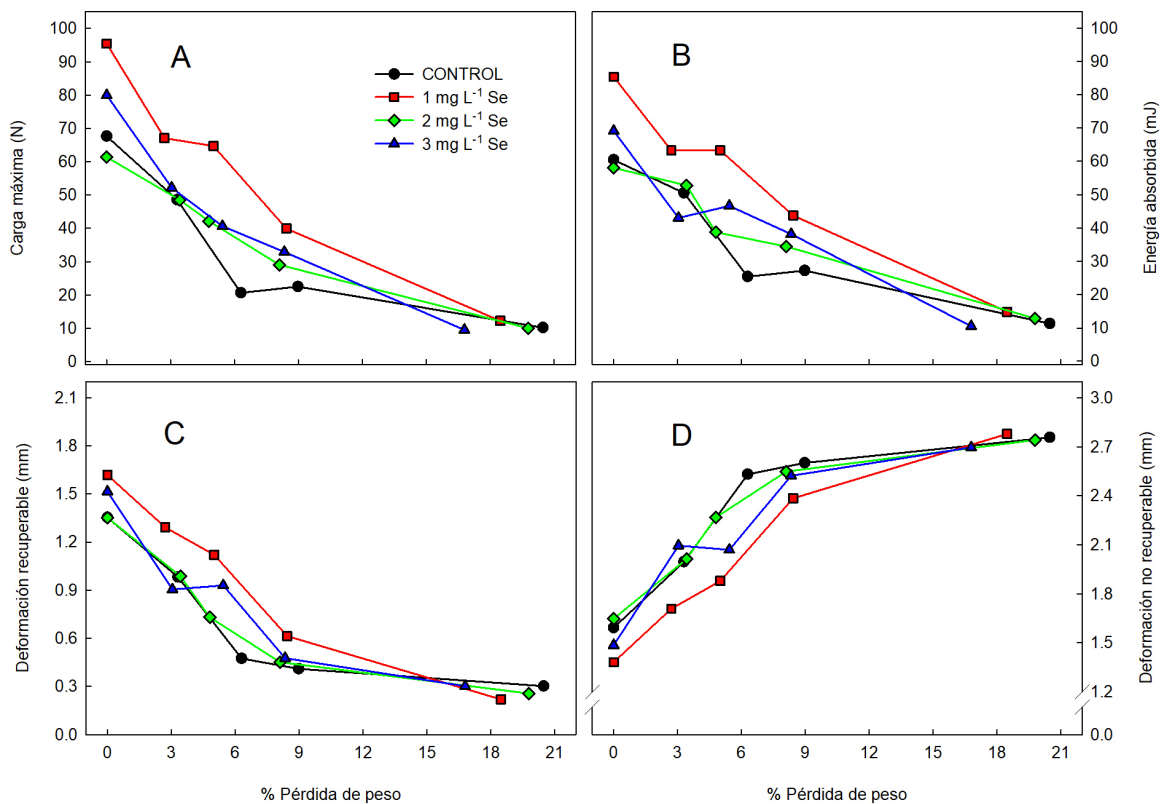 A
B
CONTROL
1 mg L⁻¹ Se
2 mg L⁻¹ Se
3 mg L⁻¹ Se
Carga máxima (N)
100
90
80
70
60
50
40
30
20
10
0
Energía absorbida (mJ)
100
90
80
70
60
50
40
30
20
10
0
C
D
Deformación recuperable (mm)
2.1
1.8
1.5
1.2
0.9
0.6
0.3
0.0
Deformación no recuperable (mm)
3.0
2.7
2.4
2.1
1.8
1.5
1.2
0.0
0 3 6 9 12 15 18 21
0 3 6 9 12 15 18 21
% Pérdida de peso
% Pérdida de peso